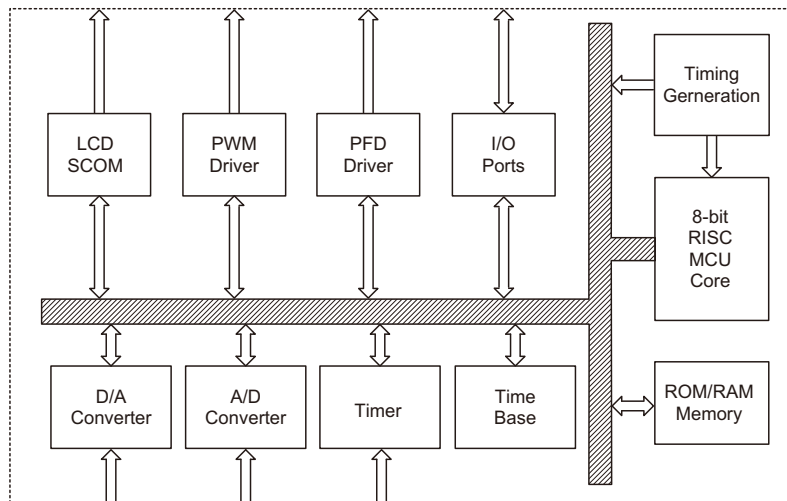 LCD
SCOM
PWM
Driver
PFD
Driver
I/O
Ports
Timing
Gerneration
8-bit
RISC
MCU
Core
D/A
Converter
A/D
Converter
Timer
Time
Base
ROM/RAM
Memory